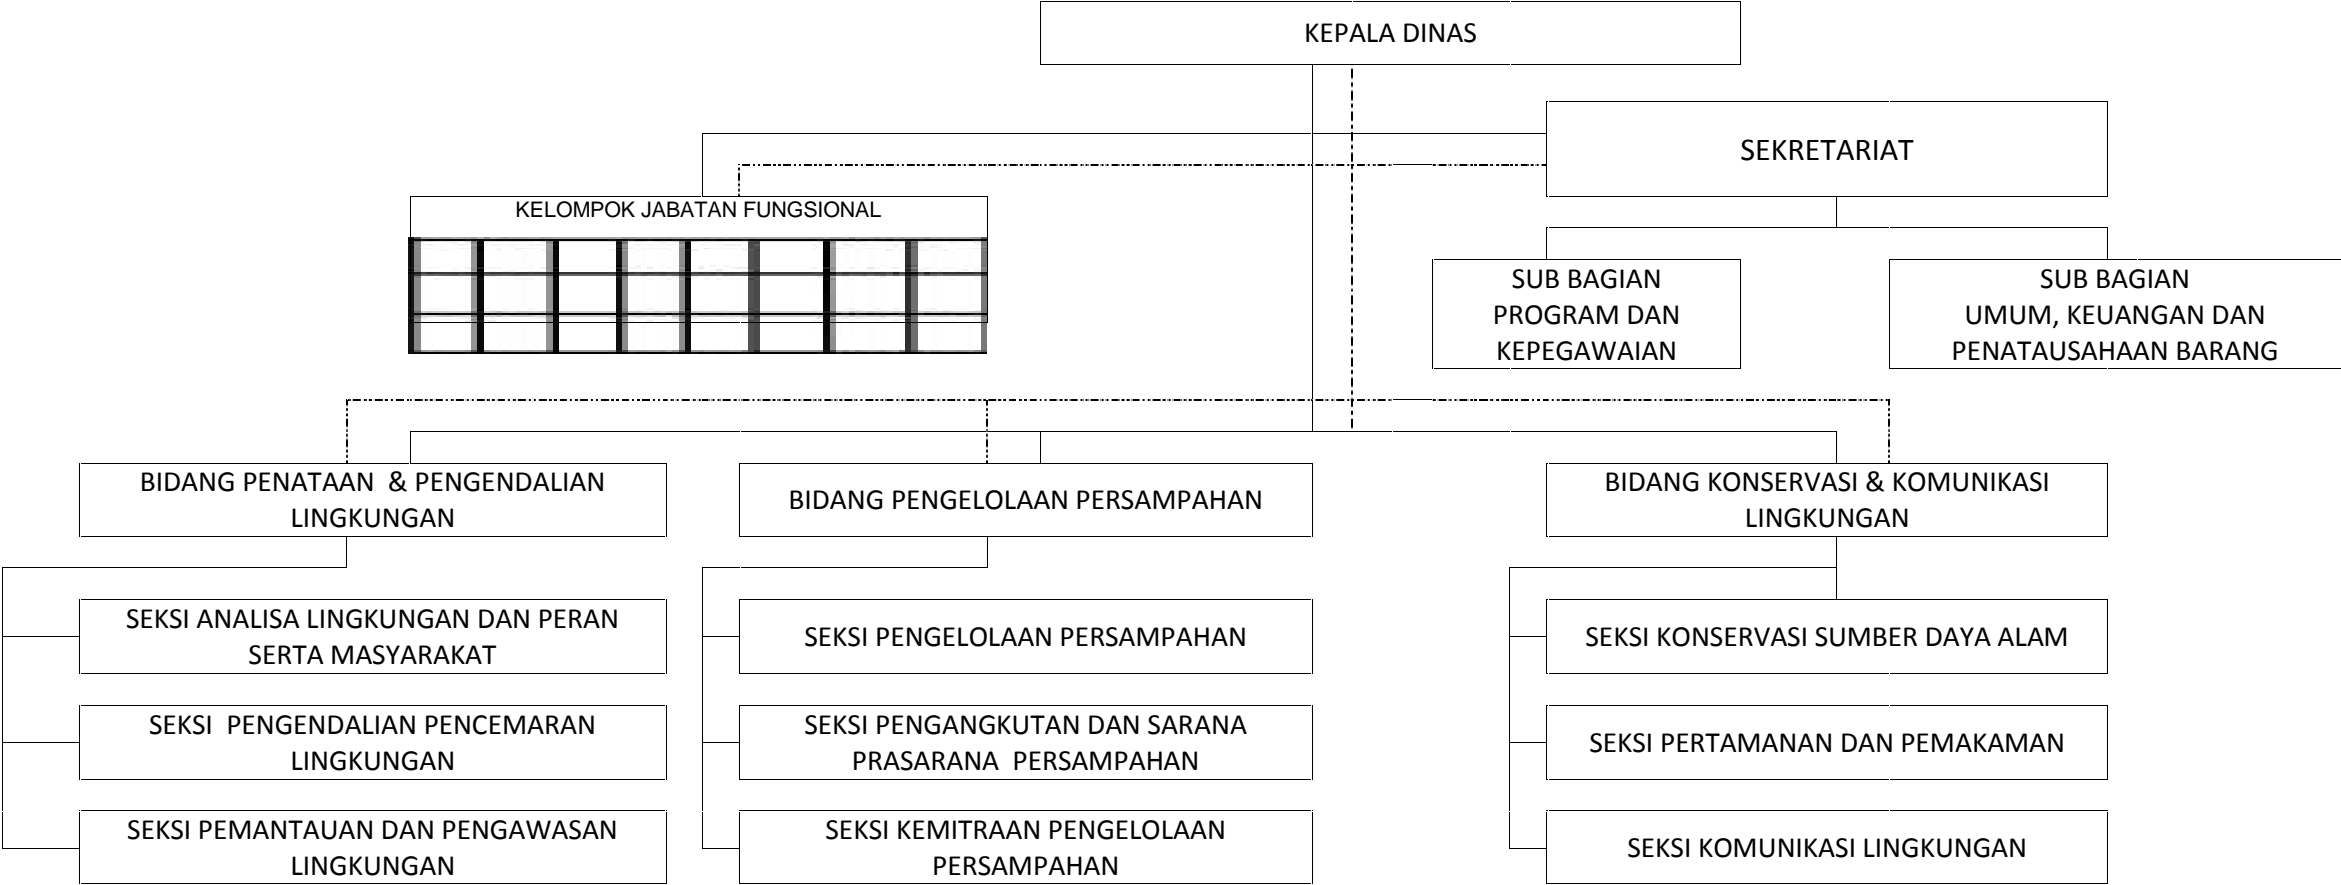 KEPALA DINAS
SEKRETARIAT
KELOMPOK JABATAN FUNGSIONAL
SUB BAGIAN
PROGRAM DAN
KEPEGAWAIAN
SUB BAGIAN
UMUM, KEUANGAN DAN
PENATAUSAHAAN BARANG
BIDANG PENATAAN & PENGENDALIAN
LINGKUNGAN
BIDANG PENGELOLAAN PERSAMPAHAN
BIDANG KONSERVASI & KOMUNIKASI
LINGKUNGAN
SEKSI ANALISA LINGKUNGAN DAN PERAN
SERTA MASYARAKAT
SEKSI PENGELOLAAN PERSAMPAHAN
SEKSI KONSERVASI SUMBER DAYA ALAM
SEKSI PENGENDALIAN PENCEMARAN
LINGKUNGAN
SEKSI PENGANGKUTAN DAN SARANA
PRASARANA PERSAMPAHAN
SEKSI PERTAMANAN DAN PEMAKAMAN
SEKSI PEMANTAUAN DAN PENGAWASAN
LINGKUNGAN
SEKSI KEMITRAAN PENGELOLAAN
PERSAMPAHAN
SEKSI KOMUNIKASI LINGKUNGAN